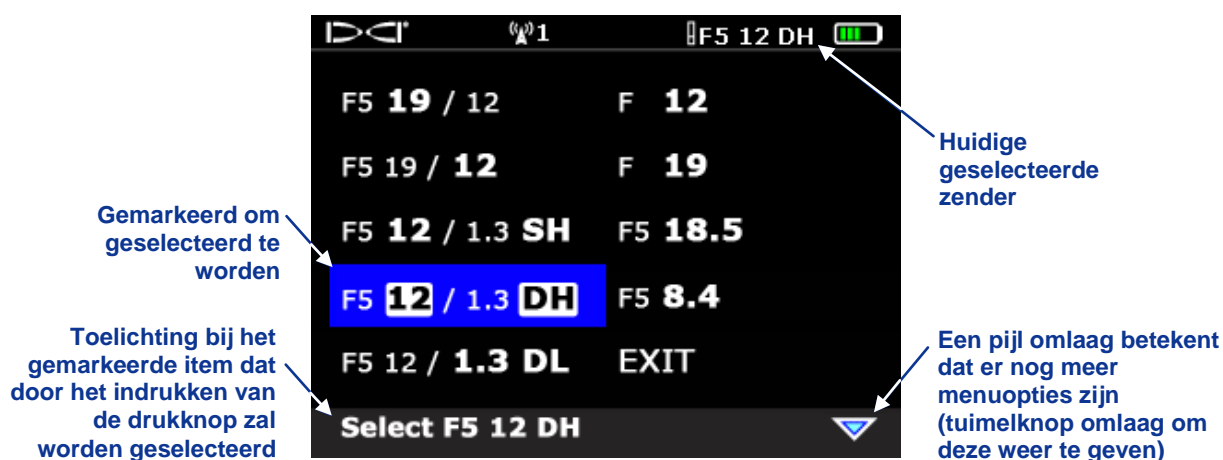 DCI
1
F5 12 DH
F5 19 / 12
F 12
F5 19 / 12
F 19
F5 12 / 1.3 SH
F5 18.5
F5 12 / 1.3 DH
F5 8.4
F5 12 / 1.3 DL
EXIT
Select F5 12 DH
Gemarkeerd om
geselecteerd te
worden
Toelichting bij het
gemarkeerde item dat
door het indrukken van
de drukknop zal
worden geselecteerd
Huidige
geselecteerde
zender
Een pijl omlaag betekent
dat er nog meer
menuopties zijn
(tuimelknop omlaag om
deze weer te geven)